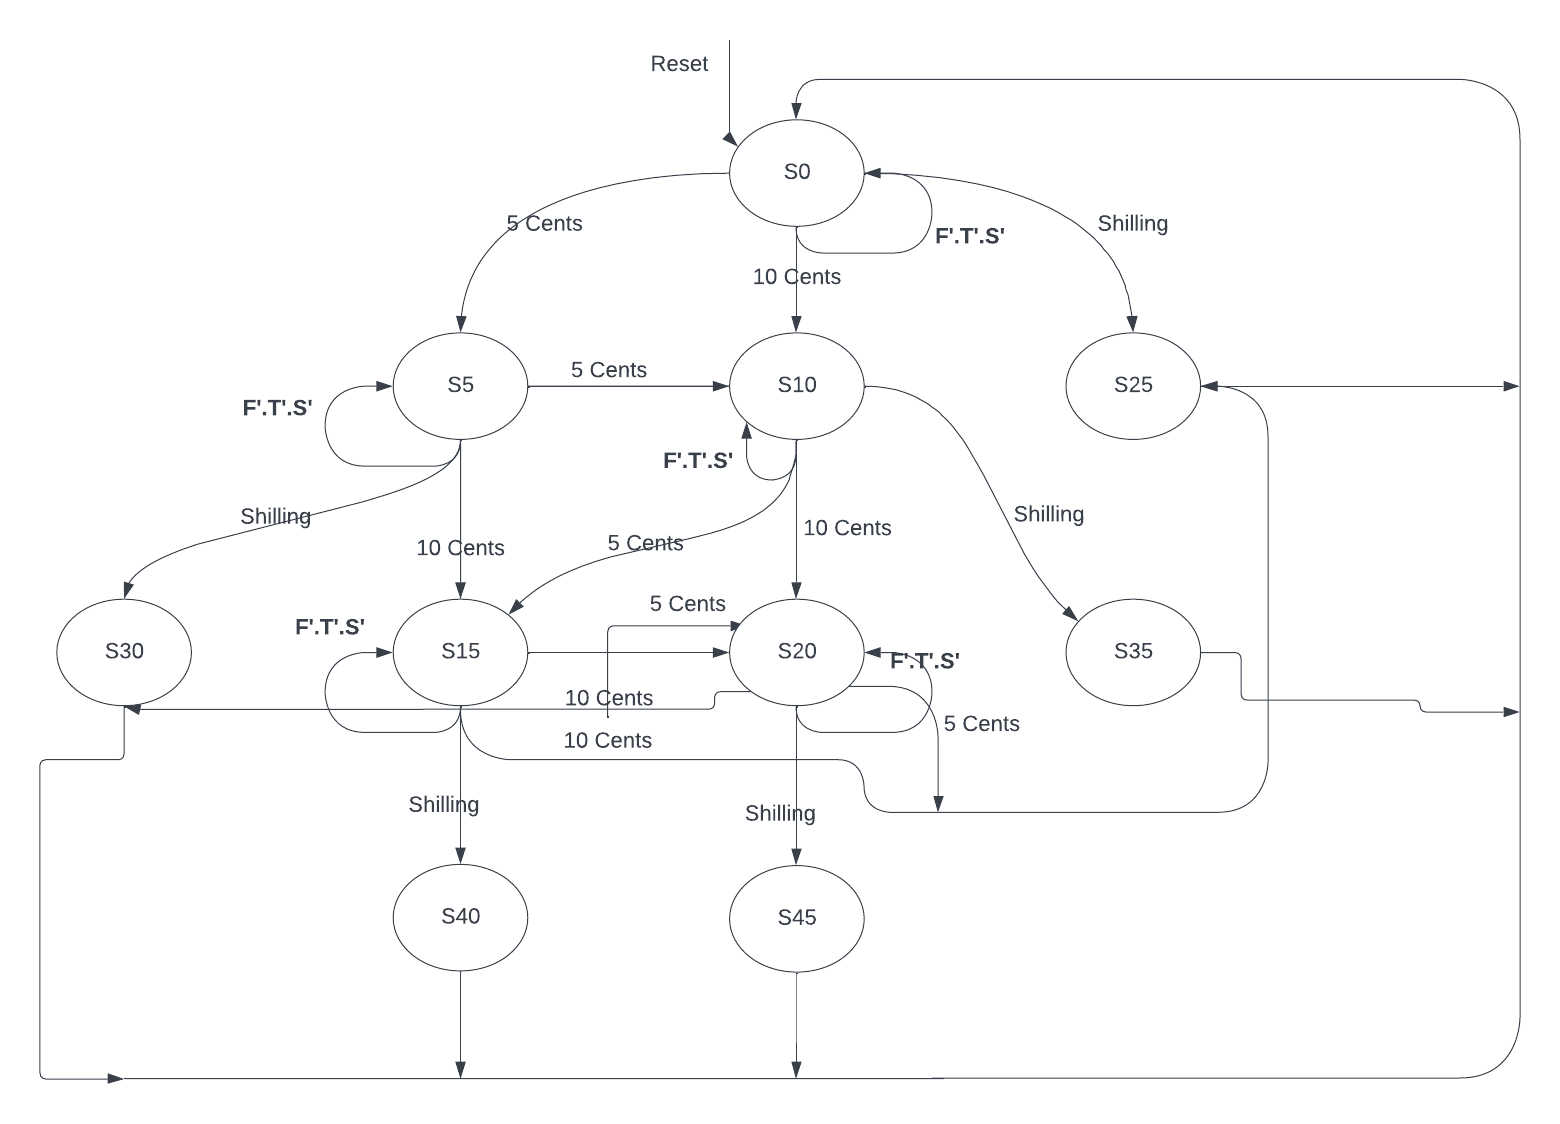 Reset
S0
5 Cents
F'.T'.S'
Shilling
10 Cents
S5
5 Cents
S10
S25
F'.T'.S'
F'.T'.S'
Shilling
10 Cents
5 Cents
10 Cents
Shilling
F'.T'.S'
5 Cents
S30
S15
S20
F'.T'.S'
S35
10 Cents
5 Cents
10 Cents
Shilling
Shilling
S40
S45